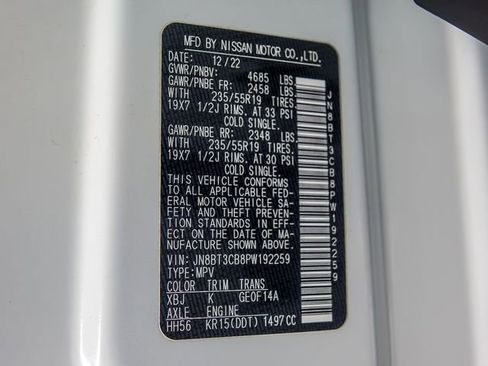 MFD BY NISSAN MOTOR CO.,LTD.
DATE: 12/22
GVWR/PNBV: 4685 LBS
GAWR/PNBE FR: 2458 LBS
WITH 235/55R19 TIRES.
19X7 1/2J RIMS. AT 33 PSI
COLD SINGLE.
GAWR/PNBE RR: 2348 LBS
WITH 235/55R19 TIRES.
19X7 1/2J RIMS. AT 30 PSI
COLD SINGLE.
THIS VEHICLE CONFORMS
TO ALL APPLICABLE FED-
ERAL MOTOR VEHICLE SA-
FETY AND THEFT PREVEN-
TION STANDARDS IN EFF-
ECT ON THE DATE OF MA-
NUFACTURE SHOWN ABOVE.
VIN: JN8BT3CB8PW192259
TYPE:MPV
COLOR TRIM TRANS
XBJ K GE0F14A
AXLE ENGINE
HH56 KR15(DDT) 1497CC
JN8BT3CB8PW192259